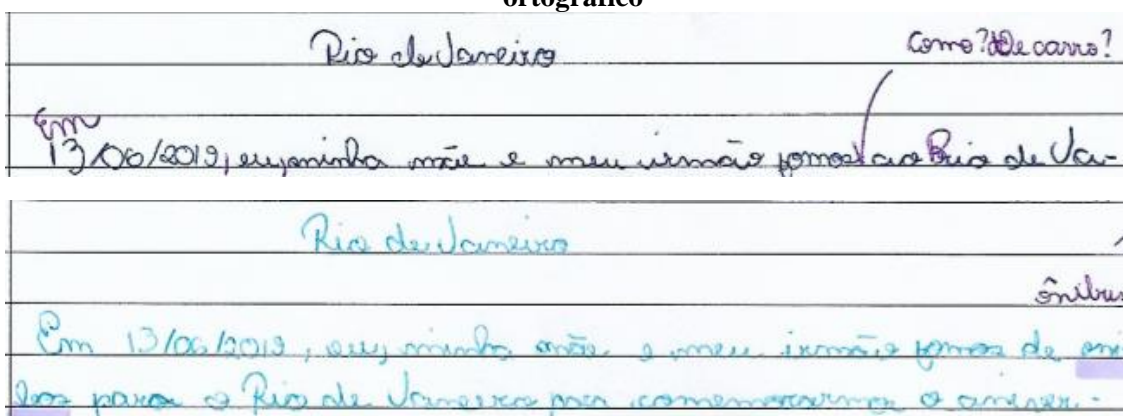 ortográfico
Rio de Janeiro
Como? De carro?
Em
13/06/2019, eu, minha mãe e meu irmão fomos ao Rio de Ja-
Rio de Janeiro
ônibus
Em 13/06/2019, eu, minha mãe e meu irmão fomos de oni
bos para o Rio de Janeiro para comemorarmos o aniver-